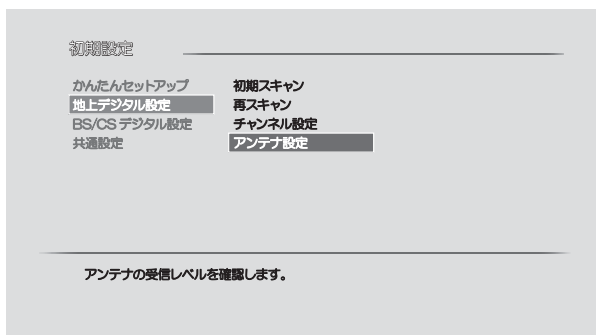 初期設定
かんたんセットアップ
地上デジタル設定
BS/CSデジタル設定
共通設定
初期スキャン
再スキャン
チャンネル設定
アンテナ設定
アンテナの受信レベルを確認します。